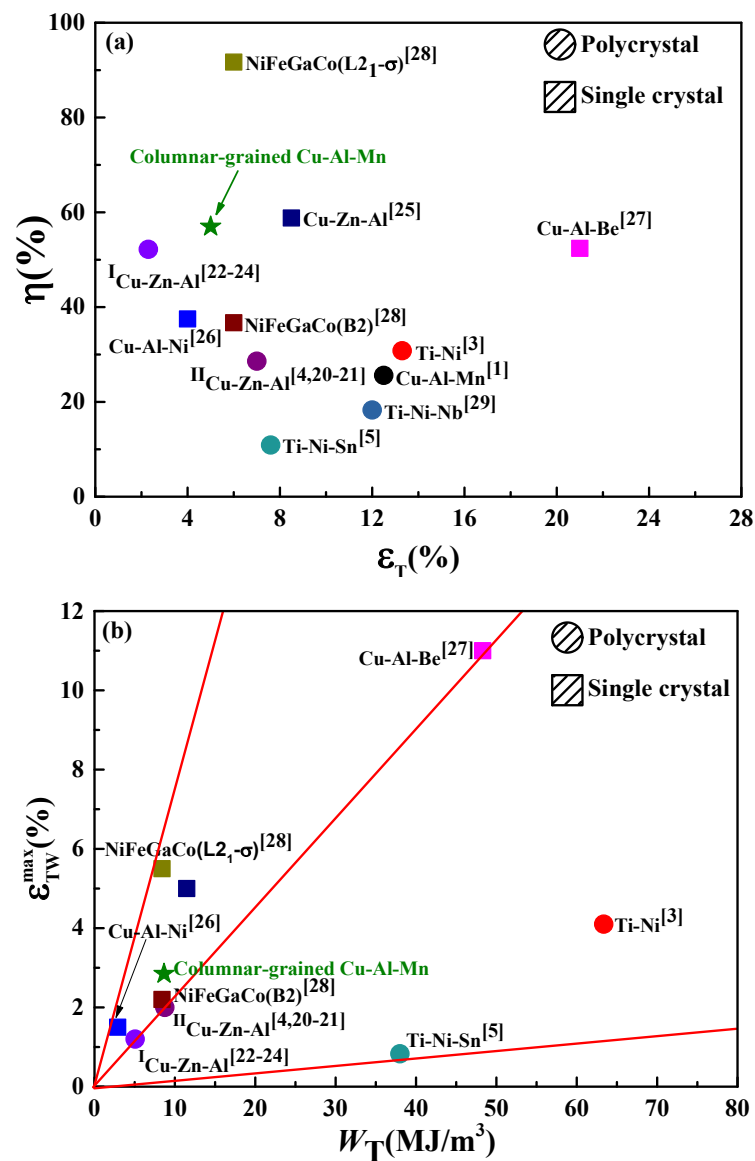 (a)
100
80
60
40
20
0
η(%)
Polycrystal
Single crystal
NiFeGaCo(L2₁-σ)[28]
Columnar-grained Cu-Al-Mn
Cu-Zn-Al[25]
Cu-Al-Be[27]
I Cu-Zn-Al[22-24]
NiFeGaCo(B2)[28]
Cu-Al-Ni[26]
Ti-Ni[3]
II Cu-Zn-Al[4,20-21]
Cu-Al-Mn[1]
Ti-Ni-Nb[29]
Ti-Ni-Sn[5]
0 4 8 12 16 20 24 28
ε_T(%)
(b)
12
10
8
6
4
2
0
ε_TW^max(%)
Polycrystal
Single crystal
Cu-Al-Be[27]
NiFeGaCo(L2₁-σ)[28]
Cu-Al-Ni[26]
Ti-Ni[3]
Columnar-grained Cu-Al-Mn
NiFeGaCo(B2)[28]
II Cu-Zn-Al[4,20-21]
Ti-Ni-Sn[5]
I Cu-Zn-Al[22-24]
0 10 20 30 40 50 60 70 80
W_T(MJ/m³)